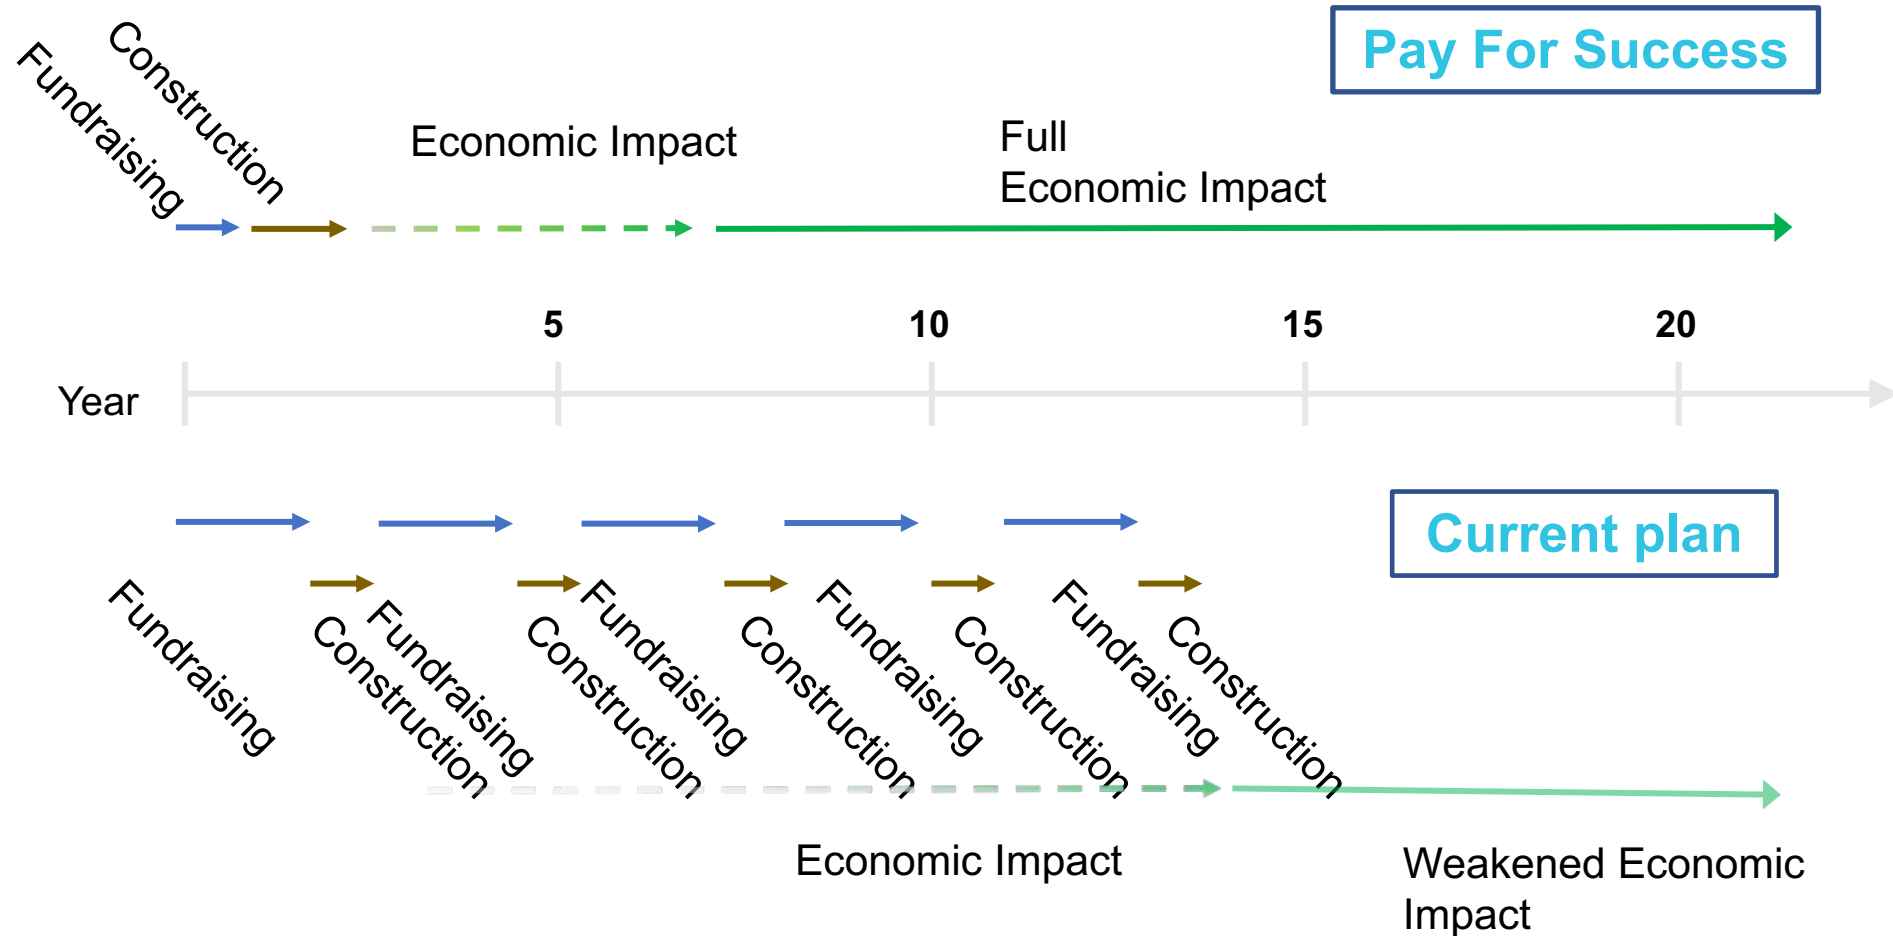 Pay For Success
Fundraising
Construction
Economic Impact
Full
Economic Impact
5
10
15
20
Year
Current plan
Fundraising
Construction
Fundraising
Construction
Fundraising
Construction
Fundraising
Construction
Fundraising
Construction
Economic Impact
Weakened Economic
Impact